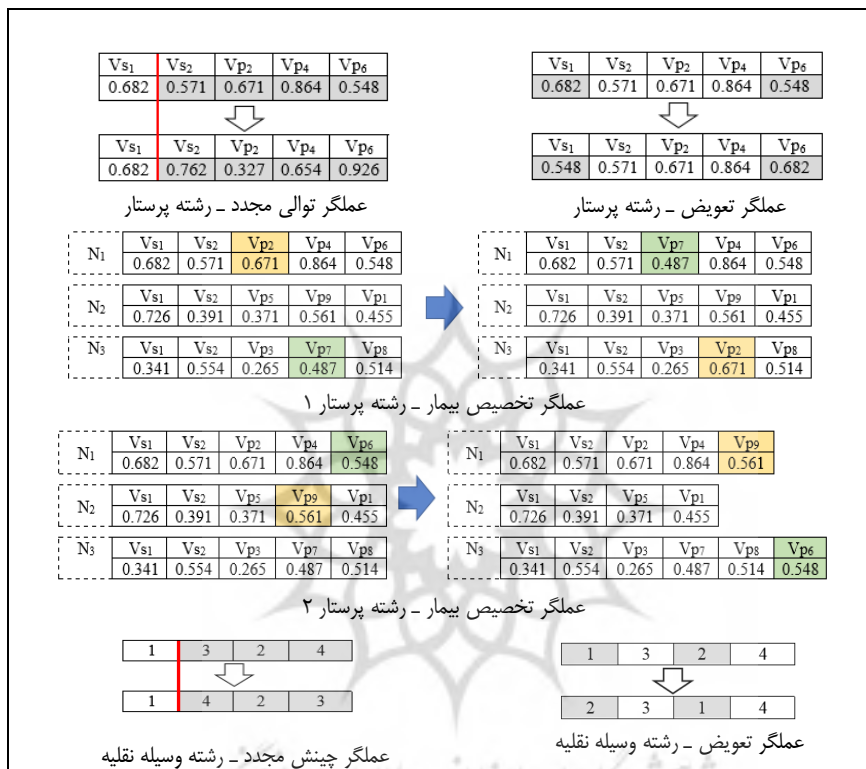 Vs₁ Vs₂ Vp₂ Vp₄ Vp₆
0.682 0.571 0.671 0.864 0.548
Vs₁ Vs₂ Vp₂ Vp₄ Vp₆
0.682 0.762 0.327 0.654 0.926
عملگر توالی مجدد _ رشته پرستار
Vs₁ Vs₂ Vp₂ Vp₄ Vp₆
0.682 0.571 0.671 0.864 0.548
Vs₁ Vs₂ Vp₂ Vp₄ Vp₆
0.548 0.571 0.671 0.864 0.682
عملگر تعویض _ رشته پرستار
N₁ Vs₁ Vs₂ Vp₂ Vp₄ Vp₆
0.682 0.571 0.671 0.864 0.548
N₂ Vs₁ Vs₂ Vp₅ Vp₉ Vp₁
0.726 0.391 0.371 0.561 0.455
N₃ Vs₁ Vs₂ Vp₃ Vp₇ Vp₈
0.341 0.554 0.265 0.487 0.514
N₁ Vs₁ Vs₂ Vp₇ Vp₄ Vp₆
0.682 0.571 0.487 0.864 0.548
N₂ Vs₁ Vs₂ Vp₅ Vp₉ Vp₁
0.726 0.391 0.371 0.561 0.455
N₃ Vs₁ Vs₂ Vp₃ Vp₂ Vp₈
0.341 0.554 0.265 0.671 0.514
عملگر تخصیص بیمار _ رشته پرستار ۱
N₁ Vs₁ Vs₂ Vp₂ Vp₄ Vp₆
0.682 0.571 0.671 0.864 0.548
N₂ Vs₁ Vs₂ Vp₅ Vp₉ Vp₁
0.726 0.391 0.371 0.561 0.455
N₃ Vs₁ Vs₂ Vp₃ Vp₇ Vp₈
0.341 0.554 0.265 0.487 0.514
N₁ Vs₁ Vs₂ Vp₂ Vp₄ Vp₉
0.682 0.571 0.671 0.864 0.561
N₂ Vs₁ Vs₂ Vp₅ Vp₁
0.726 0.391 0.371 0.455
N₃ Vs₁ Vs₂ Vp₃ Vp₇ Vp₈ Vp₆
0.341 0.554 0.265 0.487 0.514 0.548
عملگر تخصیص بیمار _ رشته پرستار ۲
1 3 2 4
1 4 2 3
عملگر چینش مجدد _ رشته وسیله نقلیه
1 3 2 4
2 3 1 4
عملگر تعویض _ رشته وسیله نقلیه